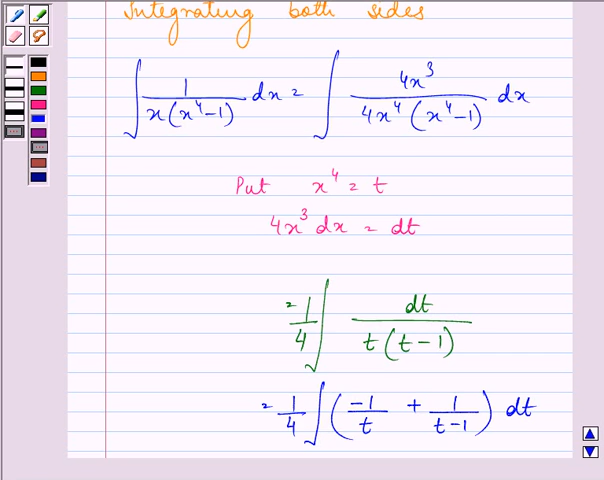 Integrating both sides
∫ 1/(x(x⁴-1)) dx = ∫ 4x³/(4x⁴(x⁴-1)) dx
Put x⁴ = t
4x³ dx = dt
= 1/4 ∫ dt/(t(t-1))
= 1/4 ∫ (-1/t + 1/(t-1)) dt